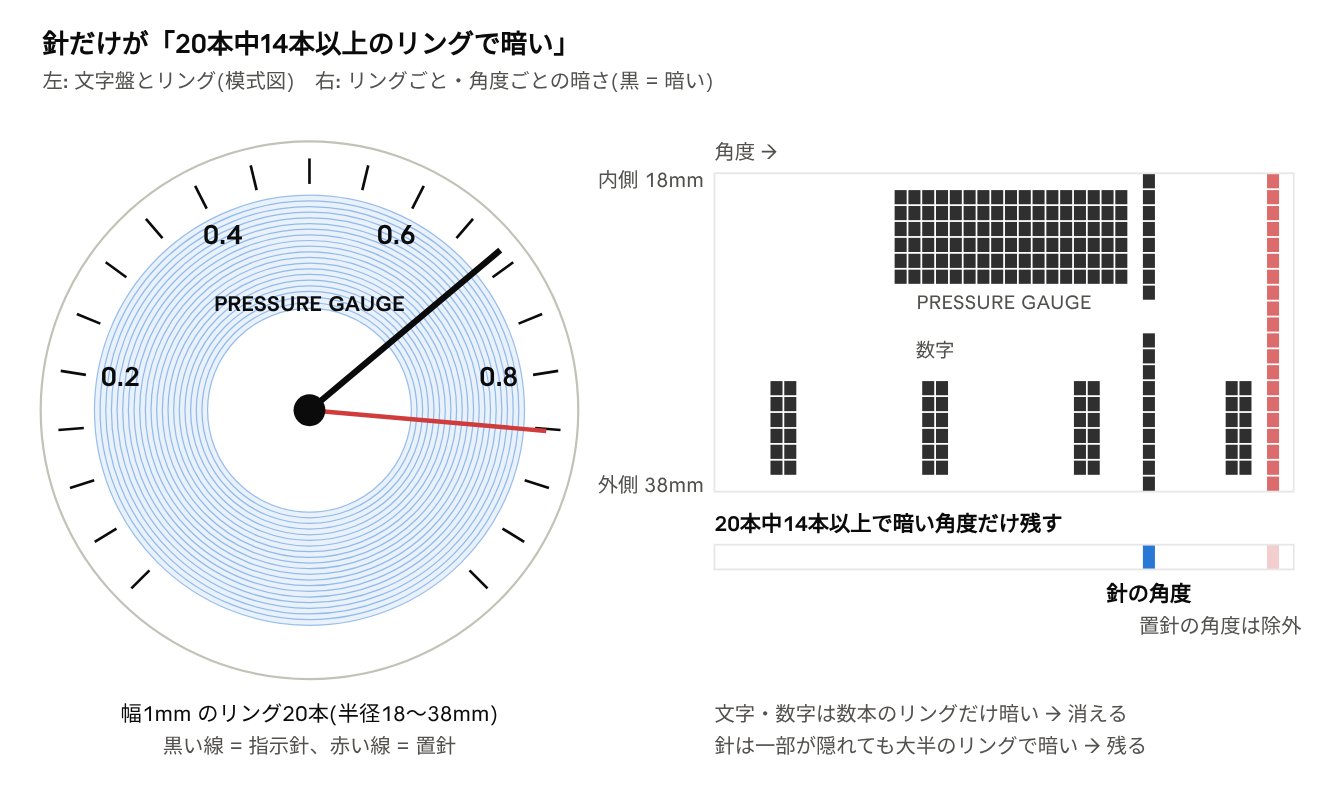 針だけが「20本中14本以上のリングで暗い」
左: 文字盤とリング(模式図)　右: リングごと・角度ごとの暗さ(黒 = 暗い)
0.4
0.6
PRESSURE GAUGE
0.2
0.8
幅1mm のリング20本(半径18〜38mm)
黒い線 = 指示針、赤い線 = 置針
角度 →
内側 18mm
PRESSURE GAUGE
数字
外側 38mm
20本中14本以上で暗い角度だけ残す
針の角度
置針の角度は除外
文字・数字は数本のリングだけ暗い → 消える
針は一部が隠れても大半のリングで暗い → 残る